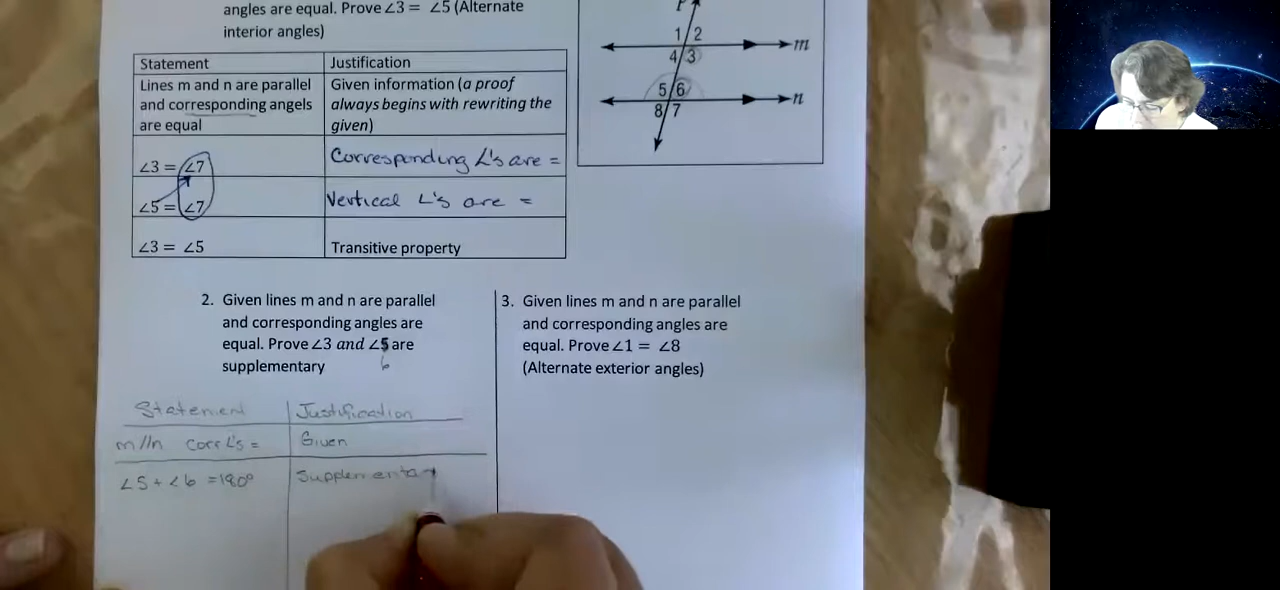 angles are equal. Prove ∠3 = ∠5 (Alternate
interior angles)
Statement Justification
Lines m and n are parallel
and corresponding angels
are equal
Given information (a proof
always begins with rewriting the
given)
∠3 = ∠7 Corresponding ∠'s are =
∠5 = ∠7 Vertical ∠'s are =
∠3 = ∠5 Transitive property
1 2
m
4 3
5 6
n
8 7
2. Given lines m and n are parallel
and corresponding angles are
equal. Prove ∠3 and ∠5 are
supplementary
6
3. Given lines m and n are parallel
and corresponding angles are
equal. Prove ∠1 = ∠8
(Alternate exterior angles)
Statement Justification
m//n corr ∠'s = Given
∠5 + ∠6 = 180° Supplementary